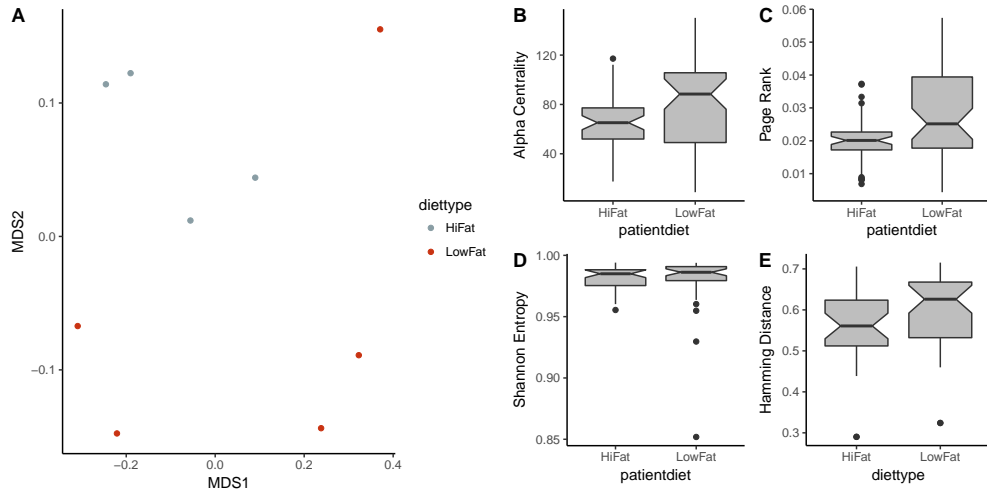 A
MDS2
0.1
0.0
−0.1
−0.2
0.0
0.2
0.4
MDS1
diettype
HiFat
LowFat
B
Alpha Centrality
120
80
40
HiFat
LowFat
patientdiet
C
Page Rank
0.06
0.05
0.04
0.03
0.02
0.01
HiFat
LowFat
patientdiet
D
Shannon Entropy
1.00
0.95
0.90
0.85
HiFat
LowFat
patientdiet
E
Hamming Distance
0.7
0.6
0.5
0.4
0.3
HiFat
LowFat
diettype